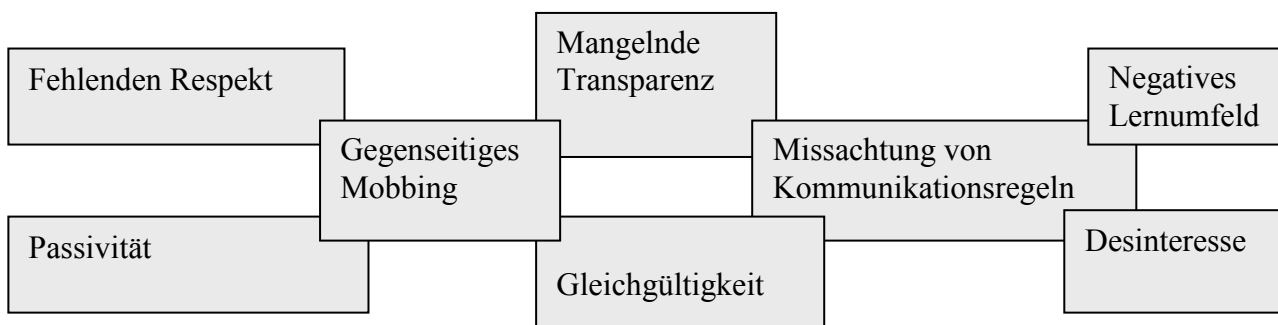 Fehlenden Respekt
Gegenseitiges
Mobbing
Mangelnde
Transparenz
Missachtung von
Kommunikationsregeln
Negatives
Lernumfeld
Passivität
Gleichgültigkeit
Desinteresse